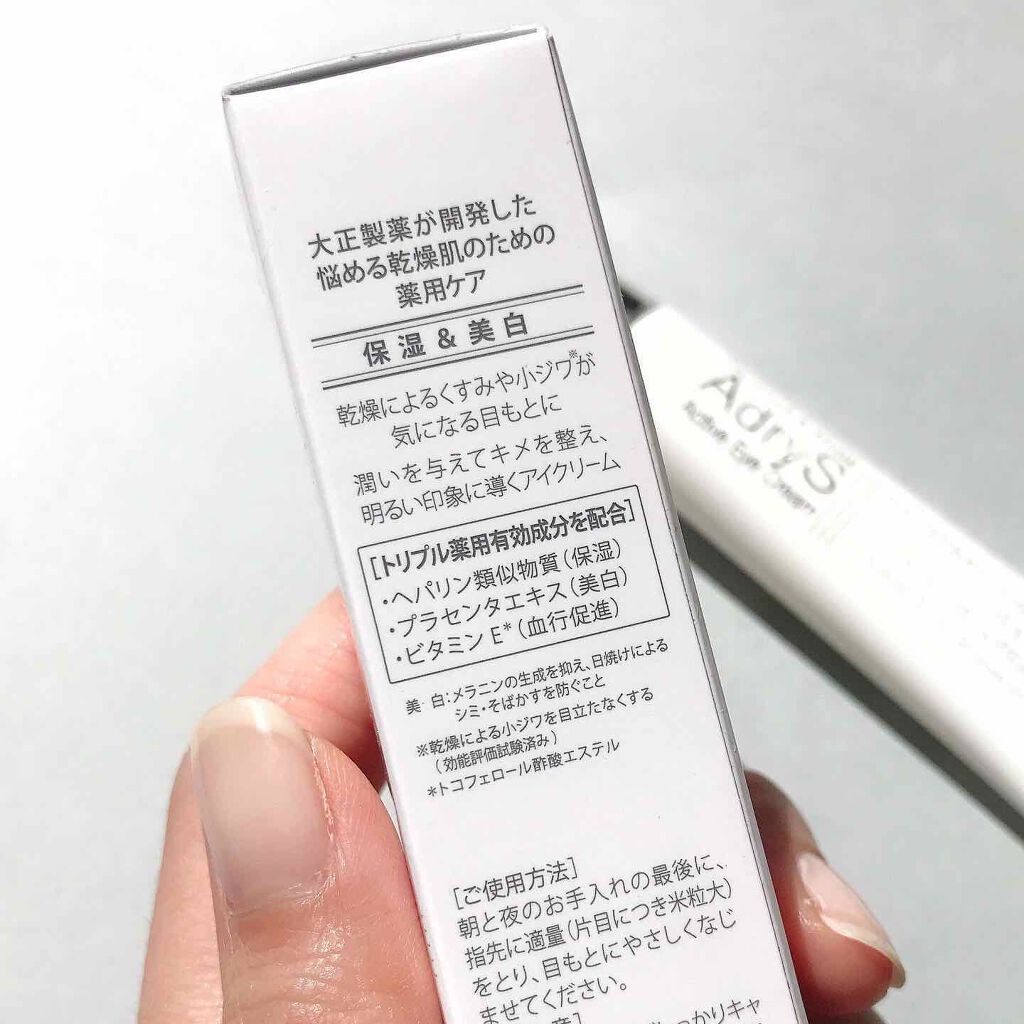 大正製薬が開発した
悩める乾燥肌のための
薬用ケア
保湿&美白
乾燥によるくすみや小ジワ※が
気になる目もとに
潤いを与えてキメを整え、
明るい印象に導くアイクリーム
[トリプル薬用有効成分を配合]
・ヘパリン類似物質(保湿)
・プラセンタエキス(美白)
・ビタミンE*(血行促進)
美 白:メラニンの生成を抑え、日焼けによる
シミ・そばかすを防ぐこと
※乾燥による小ジワを目立たなくする
(効能評価試験済み)
*トコフェロール酢酸エステル
[ご使用方法]
朝と夜のお手入れの最後に、
指先に適量(片目につき米粒大)
をとり、目もとにやさしくなじ
ませてください。
っかりキャ
AdryS
Active Eye Cream